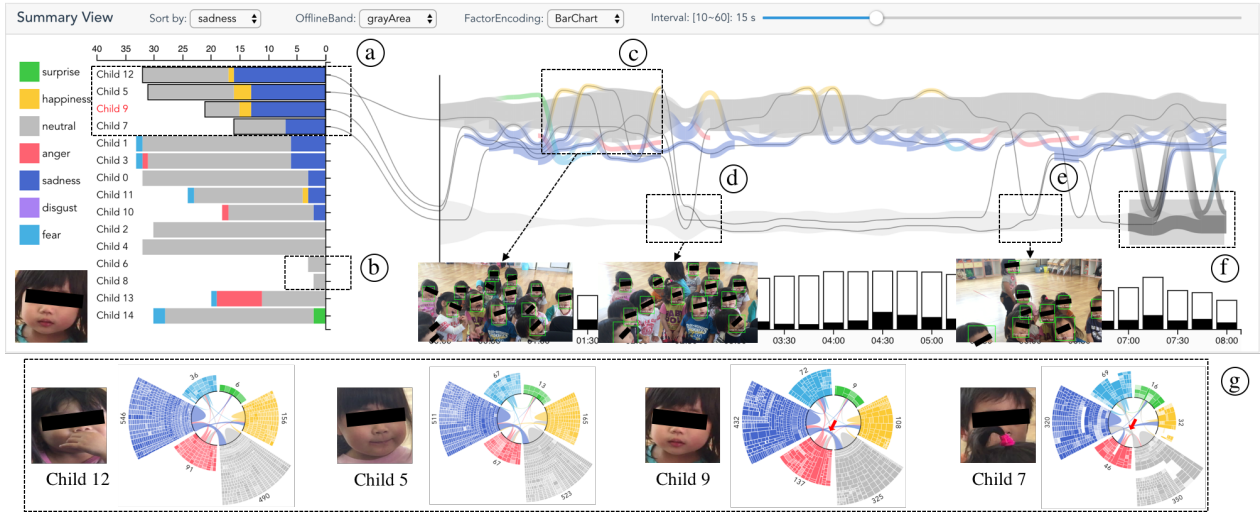 Summary View
Sort by: sadness
OfflineBand: grayArea
FactorEncoding: BarChart
Interval: [10~60]: 15 s
40 35 30 25 20 15 10 5 0
surprise
happiness
neutral
anger
sadness
disgust
fear
Child 12
Child 5
Child 9
Child 7
Child 1
Child 3
Child 0
Child 11
Child 10
Child 2
Child 4
Child 6
Child 8
Child 13
Child 14
a
b
c
d
e
f
01:30
03:30 04:00 04:30 05:00
07:00 07:30 08:00
g
Child 12
546
36
6
156
490
91
Child 5
511
67
13
165
523
67
Child 9
432
72
9
108
325
137
Child 7
320
69
16
32
350
46